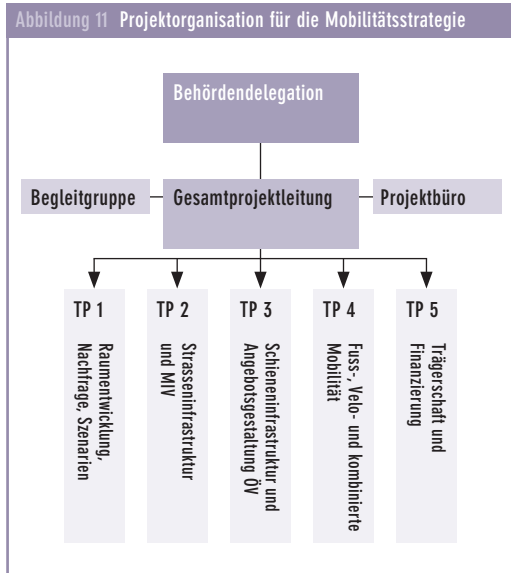 Abbildung 11 Projektorganisation für die Mobilitätsstrategie
Behördendelegation
Begleitgruppe
Gesamtprojektleitung
Projektbüro
TP 1
Raumentwicklung,
Nachfrage, Szenarien
TP 2
Strasseninfrastruktur
und MIV
TP 3
Schieneninfrastruktur und
Angebotsgestaltung ÖV
TP 4
Fuss-, Velo- und kombinierte
Mobilität
TP 5
Trägerschaft und
Finanzierung